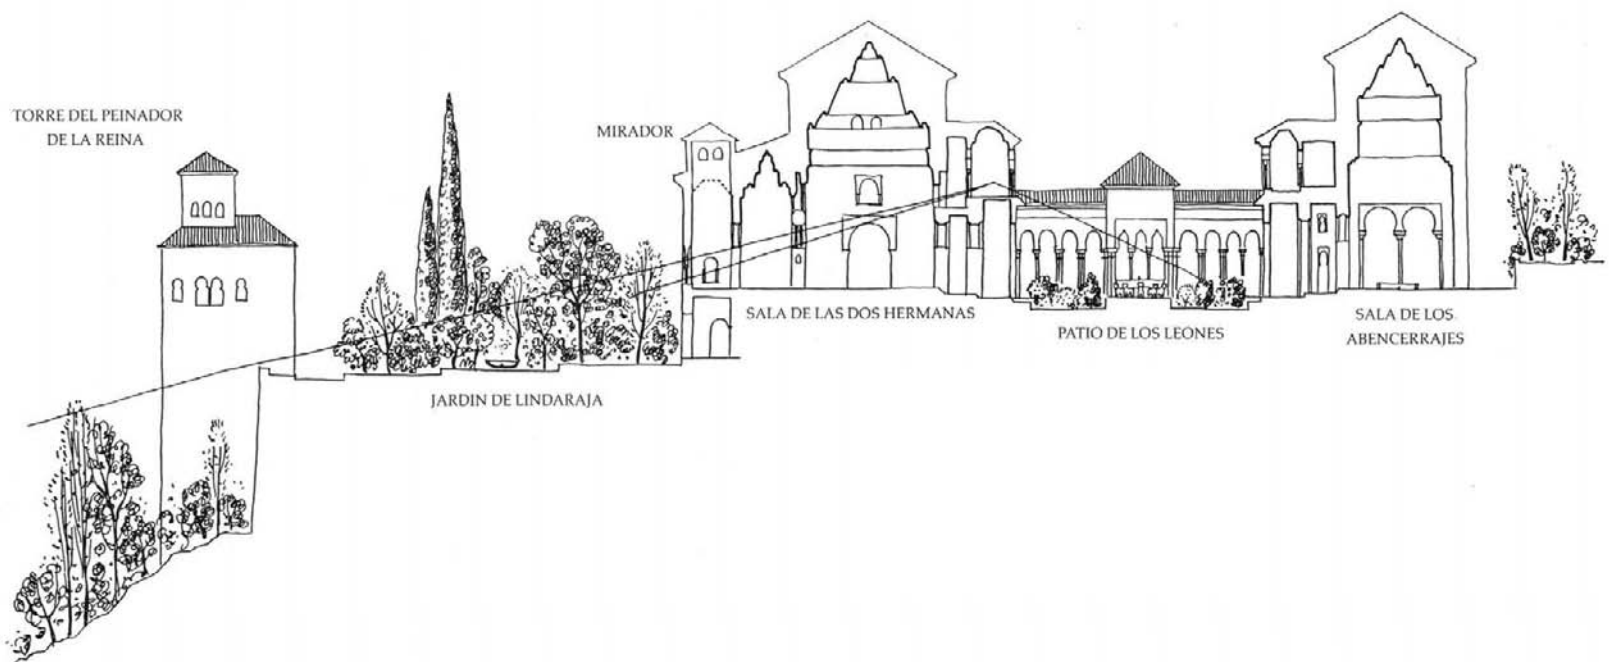 TORRE DEL PEINADOR
DE LA REINA
MIRADOR
JARDIN DE LINDARAJA
SALA DE LAS DOS HERMANAS
PATIO DE LOS LEONES
SALA DE LOS
ABENCERRAJES